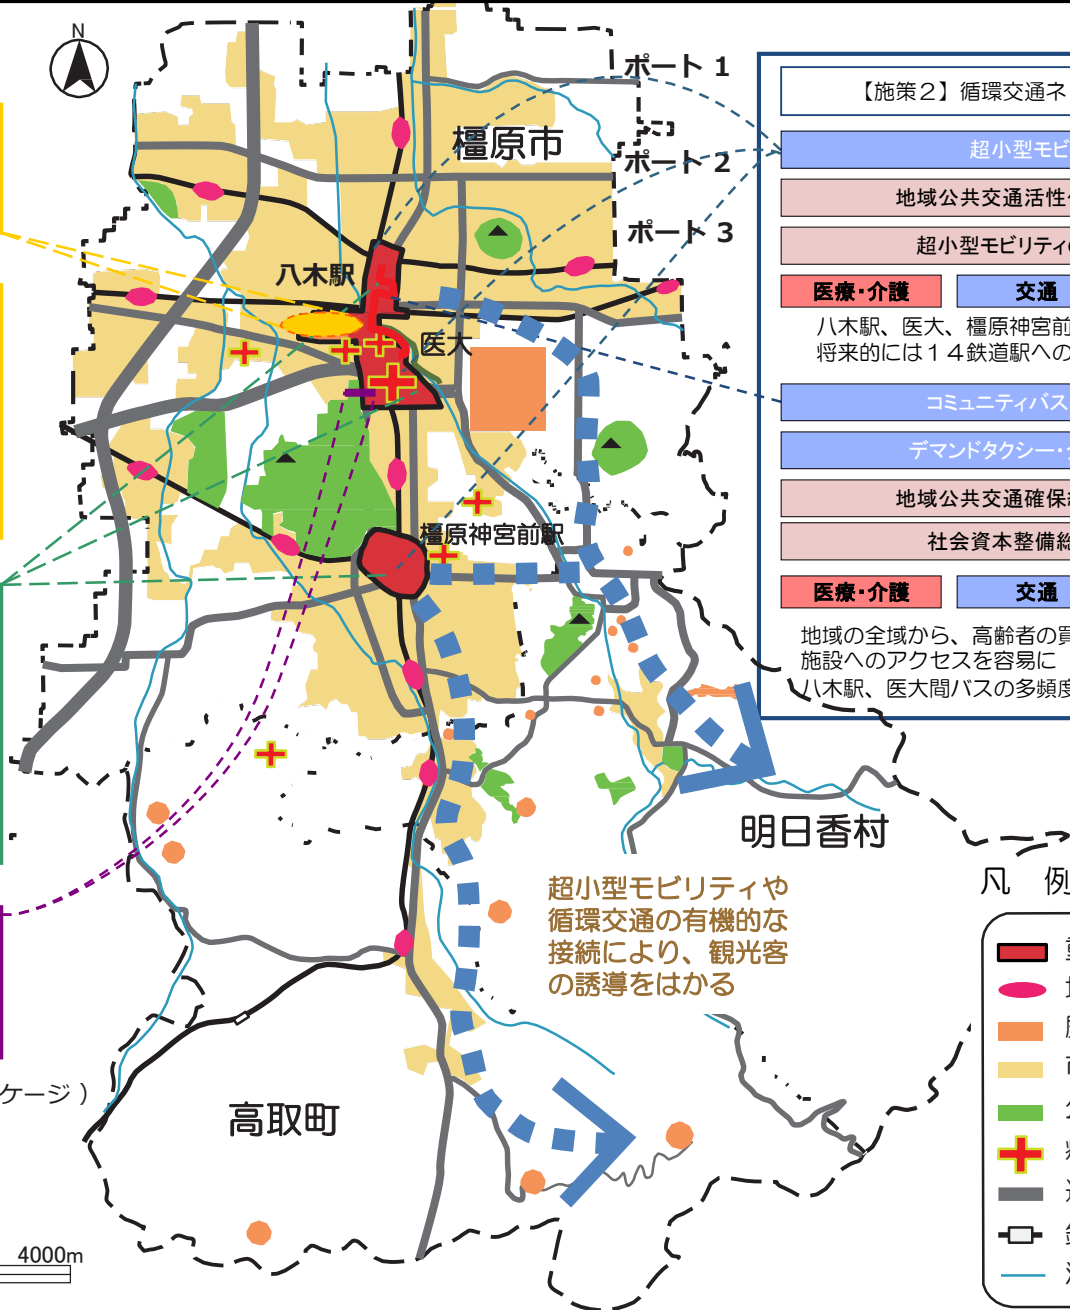 N
ポート 1
橿原市
ポート 2
ポート 3
八木駅
医大
橿原神宮前駅
明日香村
超小型モビリティや
循環交通の有機的な
接続により、観光客
の誘導をはかる
高取町
ケージ )
4000m
【施策２】循環交通ネ
超小型モビ
地域公共交通活性
超小型モビリティ
医療・介護
交通
八木駅、医大、橿原神宮前
将来的には１４鉄道駅への
コミュニティバス
デマンドタクシー・
地域公共交通確保
社会資本整備総
医療・介護
交通
地域の全域から、高齢者の買
施設へのアクセスを容易に
八木駅、医大間バスの多頻度
凡 例